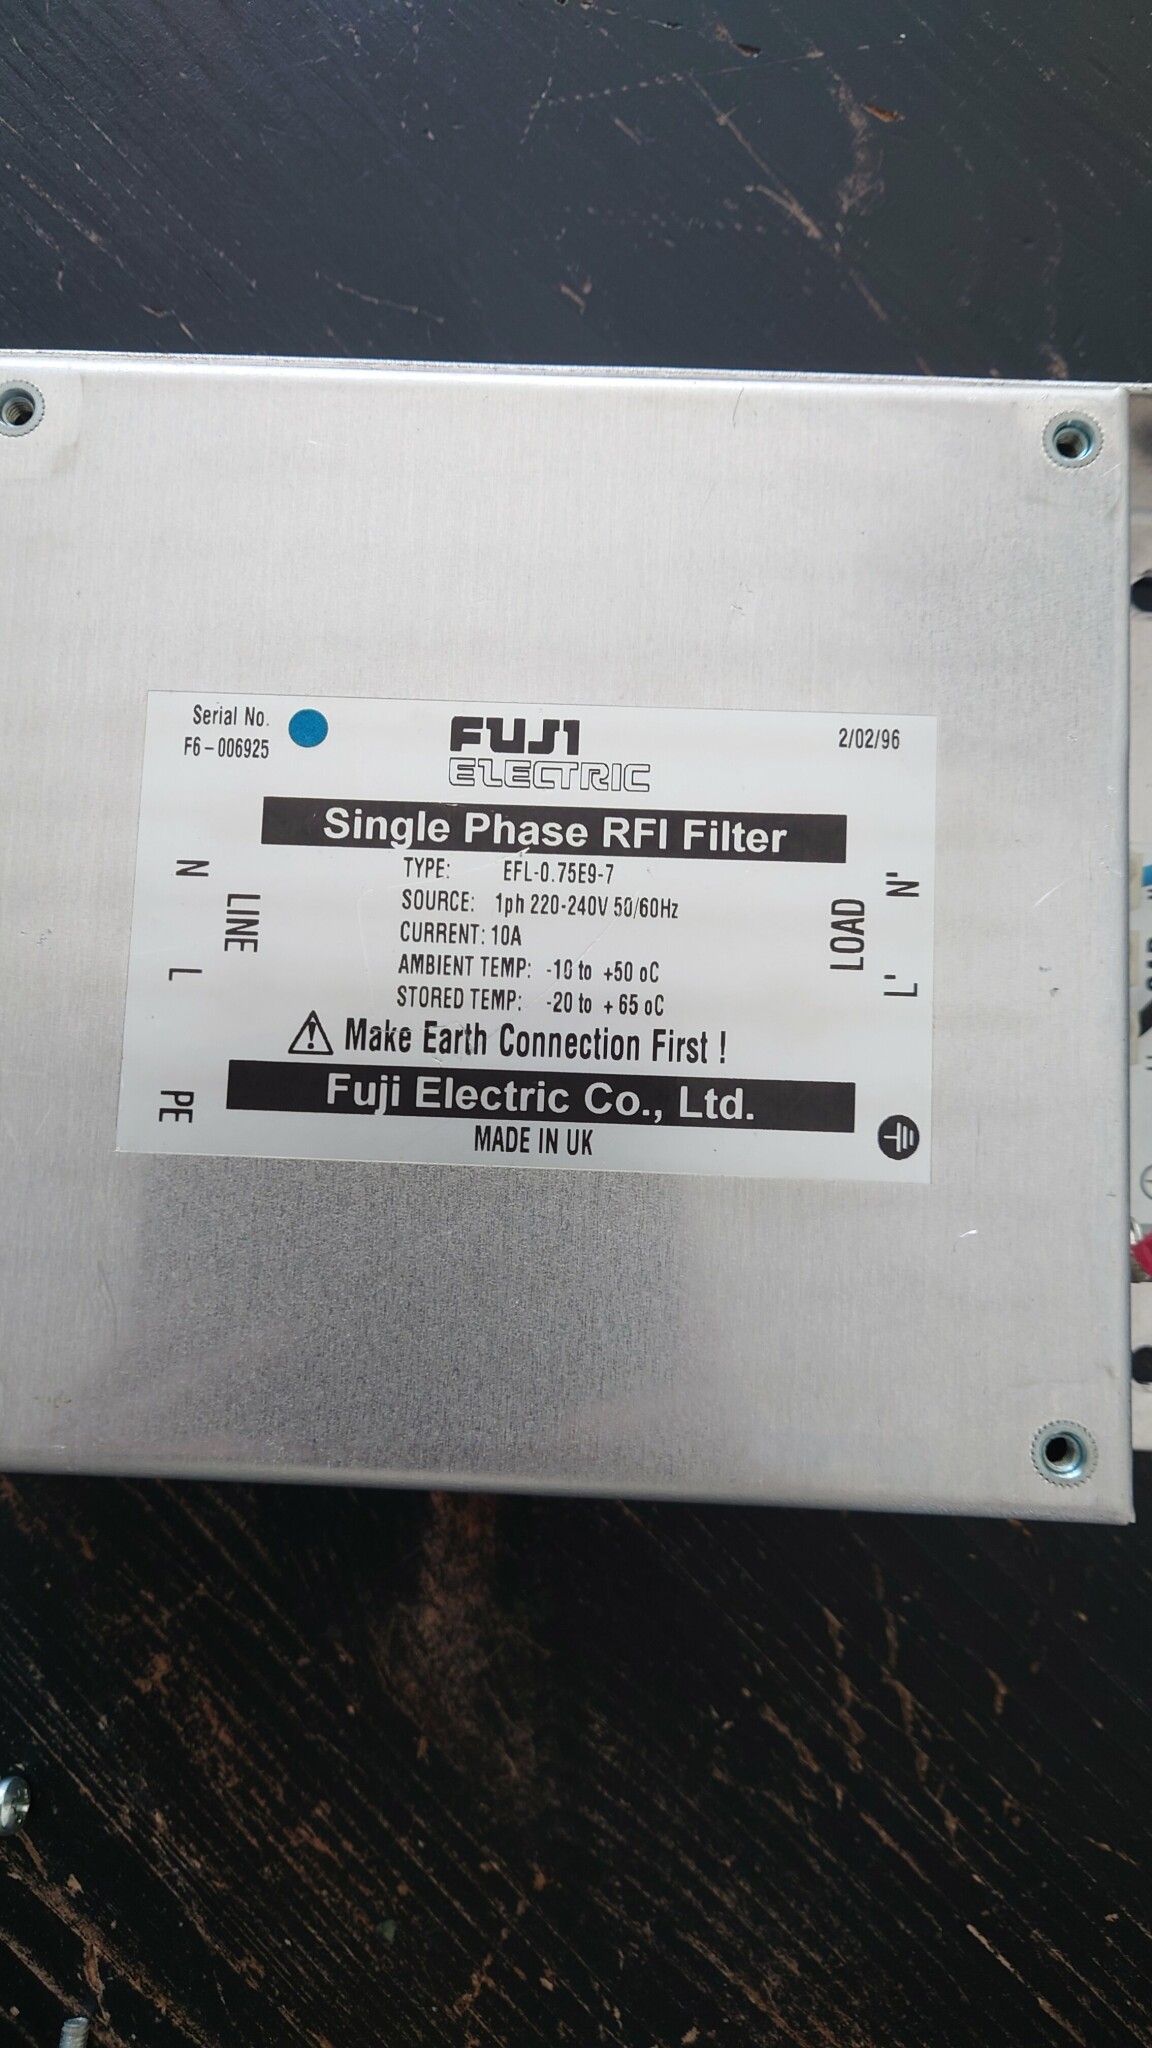 Serial No.
F6-006925
FUJI
ELECTRIC
2/02/96
Single Phase RFI Filter
TYPE: EFL-0.75E9-7
SOURCE: 1ph 220-240V 50/60Hz
CURRENT: 10A
AMBIENT TEMP: -10 to +50 oC
STORED TEMP: -20 to + 65 oC
Make Earth Connection First !
Fuji Electric Co., Ltd.
MADE IN UK
N
LINE
L
PE
N'
LOAD
L'